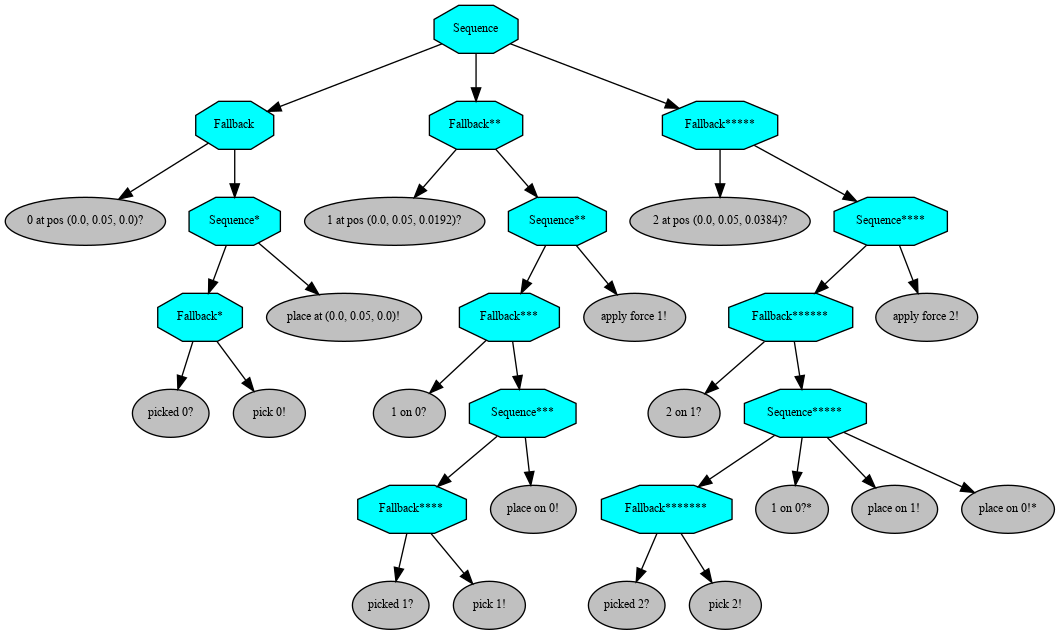 Sequence
Fallback
Fallback**
Fallback*****
0 at pos (0.0, 0.05, 0.0)?
Sequence*
1 at pos (0.0, 0.05, 0.0192)?
Sequence**
2 at pos (0.0, 0.05, 0.0384)?
Sequence****
Fallback*
place at (0.0, 0.05, 0.0)!
Fallback***
apply force 1!
Fallback******
apply force 2!
picked 0?
pick 0!
1 on 0?
Sequence***
2 on 1?
Sequence*****
Fallback****
place on 0!
Fallback*******
1 on 0?*
place on 1!
place on 0!*
picked 1?
pick 1!
picked 2?
pick 2!